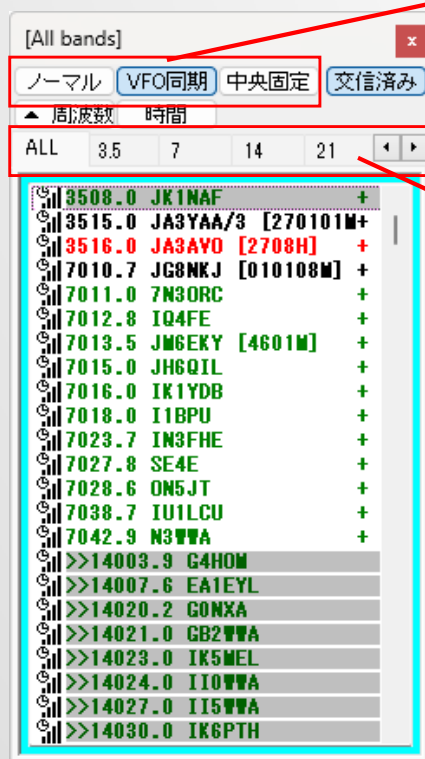 [All bands] x
ノーマル VFO同期 中央固定 交信済み
▲ 周波数 時間
ALL 3.5 7 14 21
3508.0 JK1NAF +
3515.0 JA3YAA/3 [270101M+
3516.0 JA3AVO [2708H] +
7010.7 JG8NKJ [010108M] +
7011.0 7N3ORC +
7012.8 IQ4FE +
7013.5 JM6EKY [4601M] +
7015.0 JH6QIL +
7016.0 IK1YDB +
7018.0 I1BPU +
7023.7 IN3FHE +
7027.8 SE4E +
7028.6 ON5JT +
7038.7 IU1LCU +
7042.9 N3WWA +
>>14003.9 G4HOM
>>14007.6 EA1EYL
>>14020.2 G0NXA
>>14021.0 GB2WWA
>>14023.0 IK5MEL
>>14024.0 II0WWA
>>14027.0 II5WWA
>>14030.0 IK6PTH